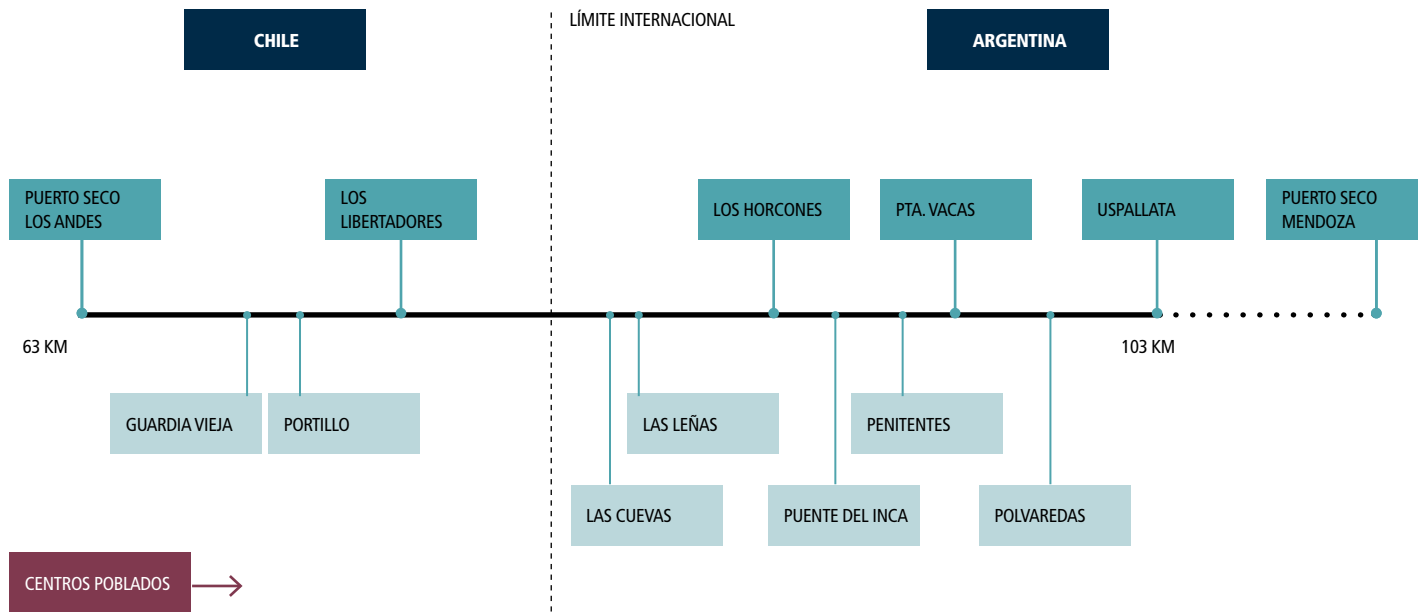 CHILE
LÍMITE INTERNACIONAL
ARGENTINA
PUERTO SECO
LOS ANDES
LOS
LIBERTADORES
LOS HORCONES
PTA. VACAS
USPALLATA
PUERTO SECO
MENDOZA
63 KM
103 KM
GUARDIA VIEJA
PORTILLO
LAS LEÑAS
PENITENTES
LAS CUEVAS
PUENTE DEL INCA
POLVAREDAS
CENTROS POBLADOS